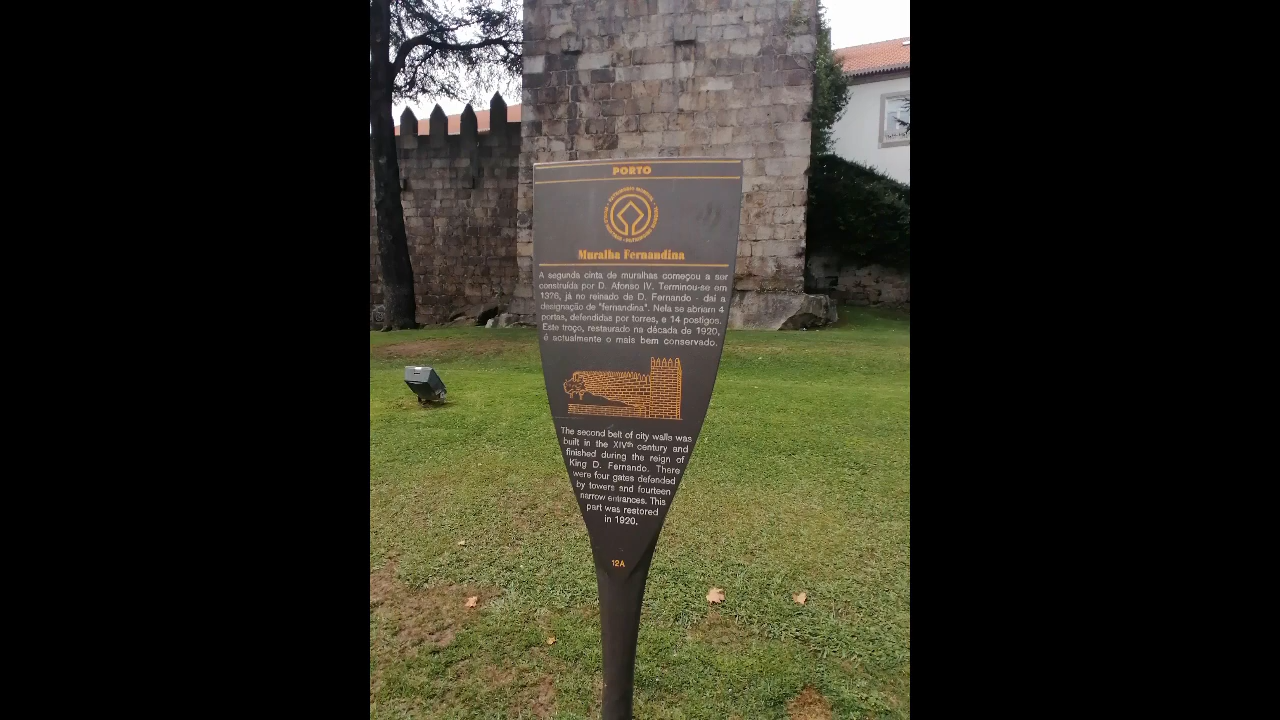 PORTO
Muralha Fernandina
A segunda cinta de muralhas começou a ser
construída por D. Afonso IV. Terminou-se em
1376, já no reinado de D. Fernando - daí a
designação de "fernandina". Nela se abriam 4
portas, defendidas por torres, e 14 postigos.
Este troço, restaurado na década de 1920,
é actualmente o mais bem conservado.
The second belt of city walls was
built in the XIVth century and
finished during the reign of
King D. Fernando. There
were four gates defended
by towers and fourteen
narrow entrances. This
part was restored
in 1920.
12A